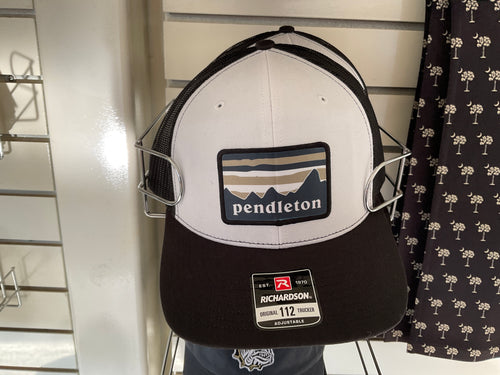 pendleton
EST. R 1970
RICHARDSON®
ORIGINAL 112 TRUCKER
ADJUSTABLE